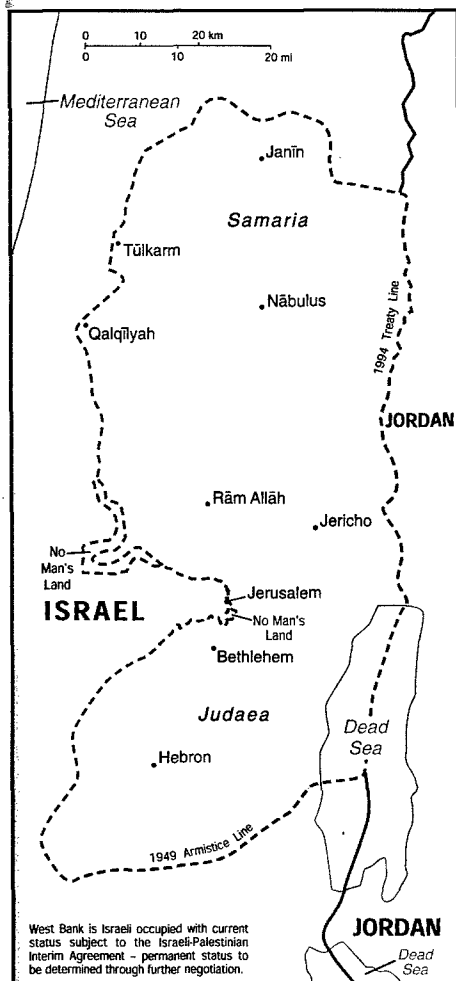 0 10 20 km
0 10 20 mi
Mediterranean
Sea
Janīn
Samaria
Tūlkarm
Nābulus
Qalqīlyah
1994 Treaty Line
JORDAN
Rām Allāh
Jericho
No
Man's
Land
Jerusalem
ISRAEL
No Man's
Land
Bethlehem
Judaea
Dead
Sea
Hebron
1949 Armistice Line
West Bank is Israeli occupied with current
status subject to the Israeli-Palestinian
Interim Agreement – permanent status to
be determined through further negotiation.
JORDAN
Dead
Sea